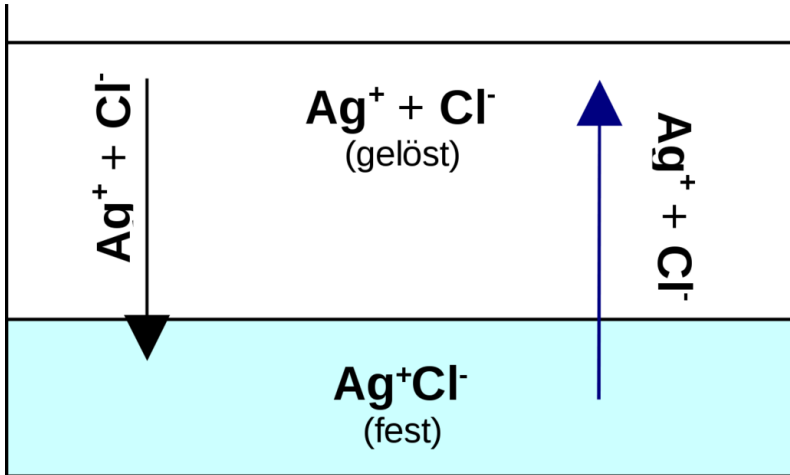 Ag⁺ + Cl⁻
Ag⁺ + Cl⁻
(gelöst)
Ag⁺ + Cl⁻
Ag⁺Cl⁻
(fest)